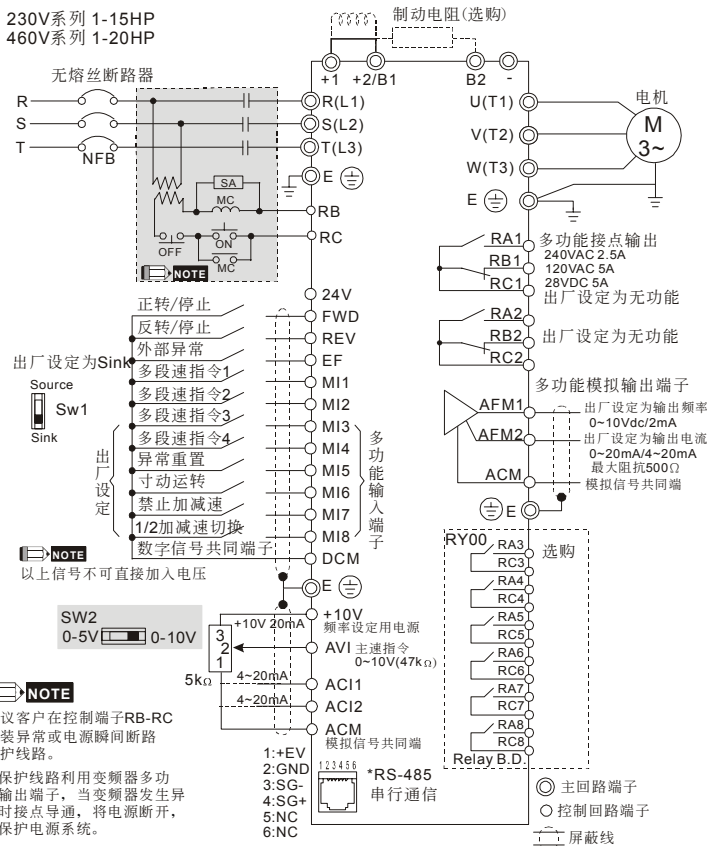 230V系列 1-15HP
460V系列 1-20HP
制动电阻(选购)
+1
+2/B1
B2
-
无熔丝断路器
R
S
T
NFB
R(L1)
S(L2)
T(L3)
E
SA
MC
RB
OFF
ON
MC
RC
NOTE
U(T1)
V(T2)
W(T3)
E
电机
M
3~
RA1
RB1
RC1
多功能接点输出
240VAC 2.5A
120VAC 5A
28VDC 5A
出厂设定为无功能
RA2
RB2
RC2
出厂设定为无功能
24V
正转/停止
FWD
反转/停止
REV
外部异常
EF
多段速指令1
MI1
多段速指令2
MI2
多段速指令3
MI3
多段速指令4
MI4
异常重置
MI5
寸动运转
MI6
禁止加减速
MI7
1/2加减速切换
MI8
数字信号共同端子
DCM
多功能输入端子
出厂设定
出厂设定为Sink
Source
Sw1
Sink
NOTE
以上信号不可直接加入电压
E
多功能模拟输出端子
AFM1
出厂设定为输出频率
0~10Vdc/2mA
AFM2
出厂设定为输出电流
0~20mA/4~20mA
最大阻抗500Ω
ACM
模拟信号共同端
E
SW2
0-5V
0-10V
3
2
1
5kΩ
+10V 20mA
+10V
频率设定用电源
AVI
主速指令
0~10V(47kΩ)
4~20mA
ACI1
4~20mA
ACI2
ACM
模拟信号共同端
RY00
选购
RA3
RC3
RA4
RC4
RA5
RC5
RA6
RC6
RA7
RC7
RA8
RC8
Relay B.D.
NOTE
议客户在控制端子RB-RC
装异常或电源瞬间断路
护线路。
保护线路利用变频器多功
输出端子，当变频器发生异
时接点导通，将电源断开，
保护电源系统。
1:+EV
2:GND
3:SG-
4:SG+
5:NC
6:NC
123456
*RS-485
串行通信
主回路端子
控制回路端子
屏蔽线